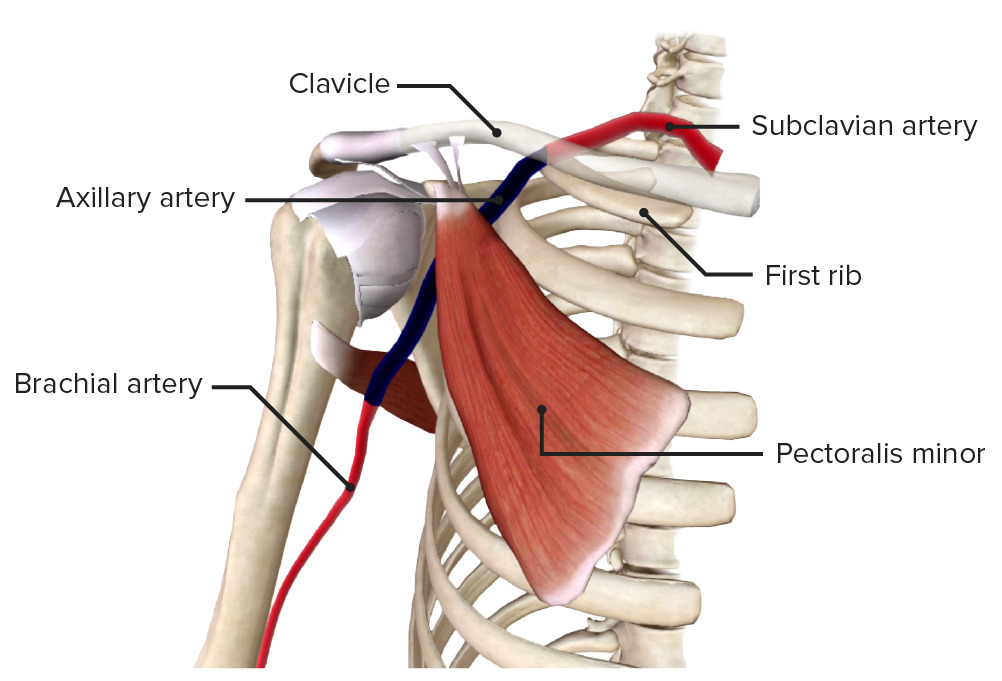 Clavicle
Subclavian artery
Axillary artery
First rib
Brachial artery
Pectoralis minor